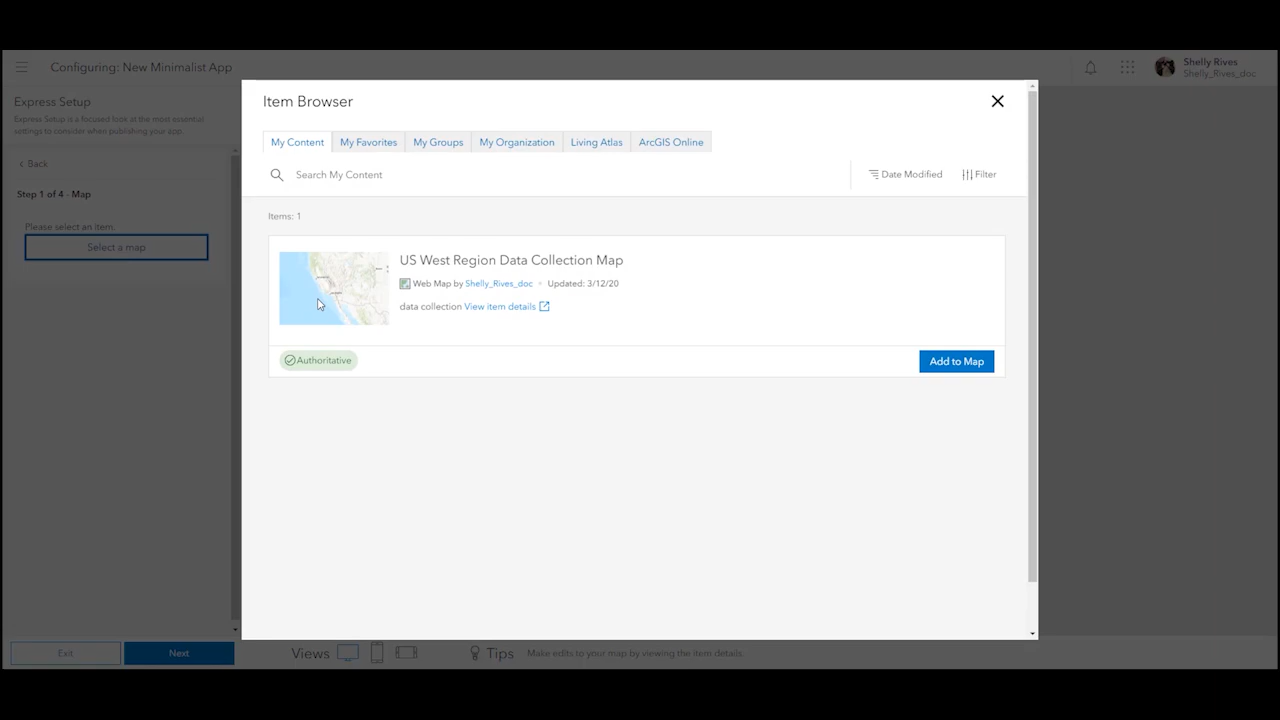 Configuring: New Minimalist App
Shelly Rives
Shelly_Rives_doc
Express Setup
Express Setup is a focused look at the most essential
settings to consider when publishing your app.
Back
Step 1 of 4 - Map
Please select an item.
Select a map
Item Browser
My Content
My Favorites
My Groups
My Organization
Living Atlas
ArcGIS Online
Search My Content
Date Modified
Filter
Items: 1
US West Region Data Collection Map
Web Map by Shelly_Rives_doc • Updated: 3/12/20
data collection View item details
Authoritative
Add to Map
Exit
Next
Views
Tips
Make edits to your map by viewing the item details.